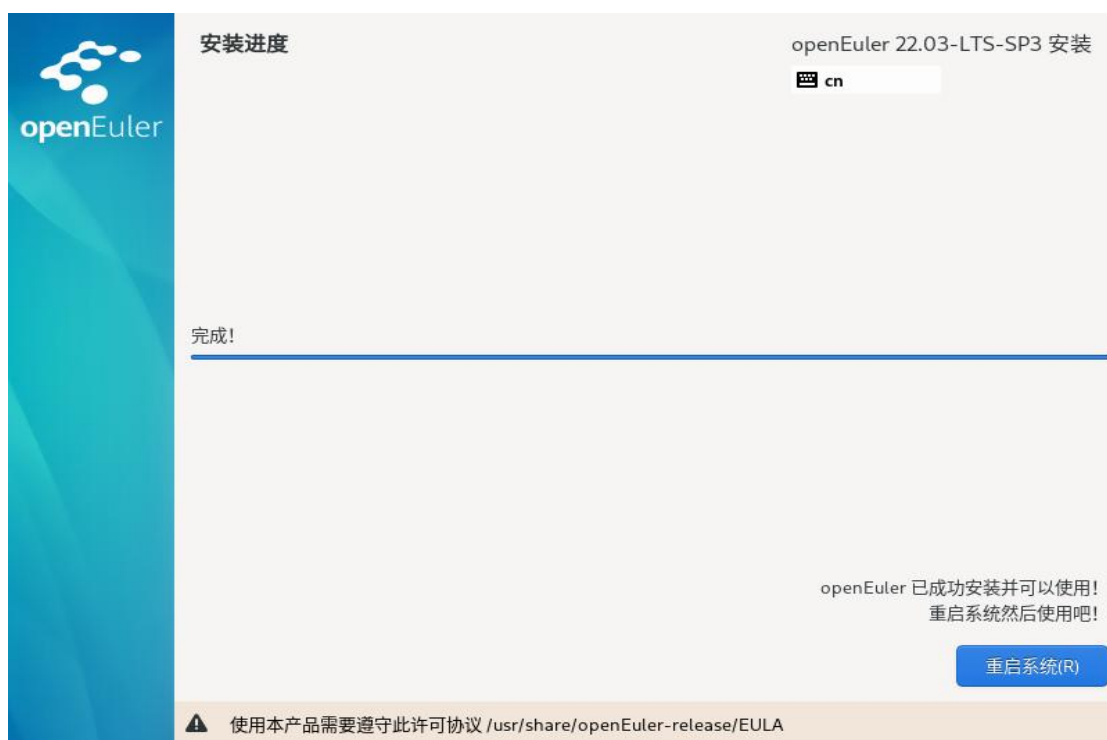 openEuler
安装进度
openEuler 22.03-LTS-SP3 安装
cn
完成!
openEuler 已成功安装并可以使用!
重启系统然后使用吧!
重启系统(R)
使用本产品需要遵守此许可协议 /usr/share/openEuler-release/EULA